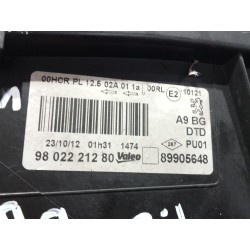 00HCR PL 12.5 02A 01 1a 00RL E2 10121
A9 BG
DTD
23/10/12 01h31 1474 267 PU01
98 022 212 80 Valeo 89905648